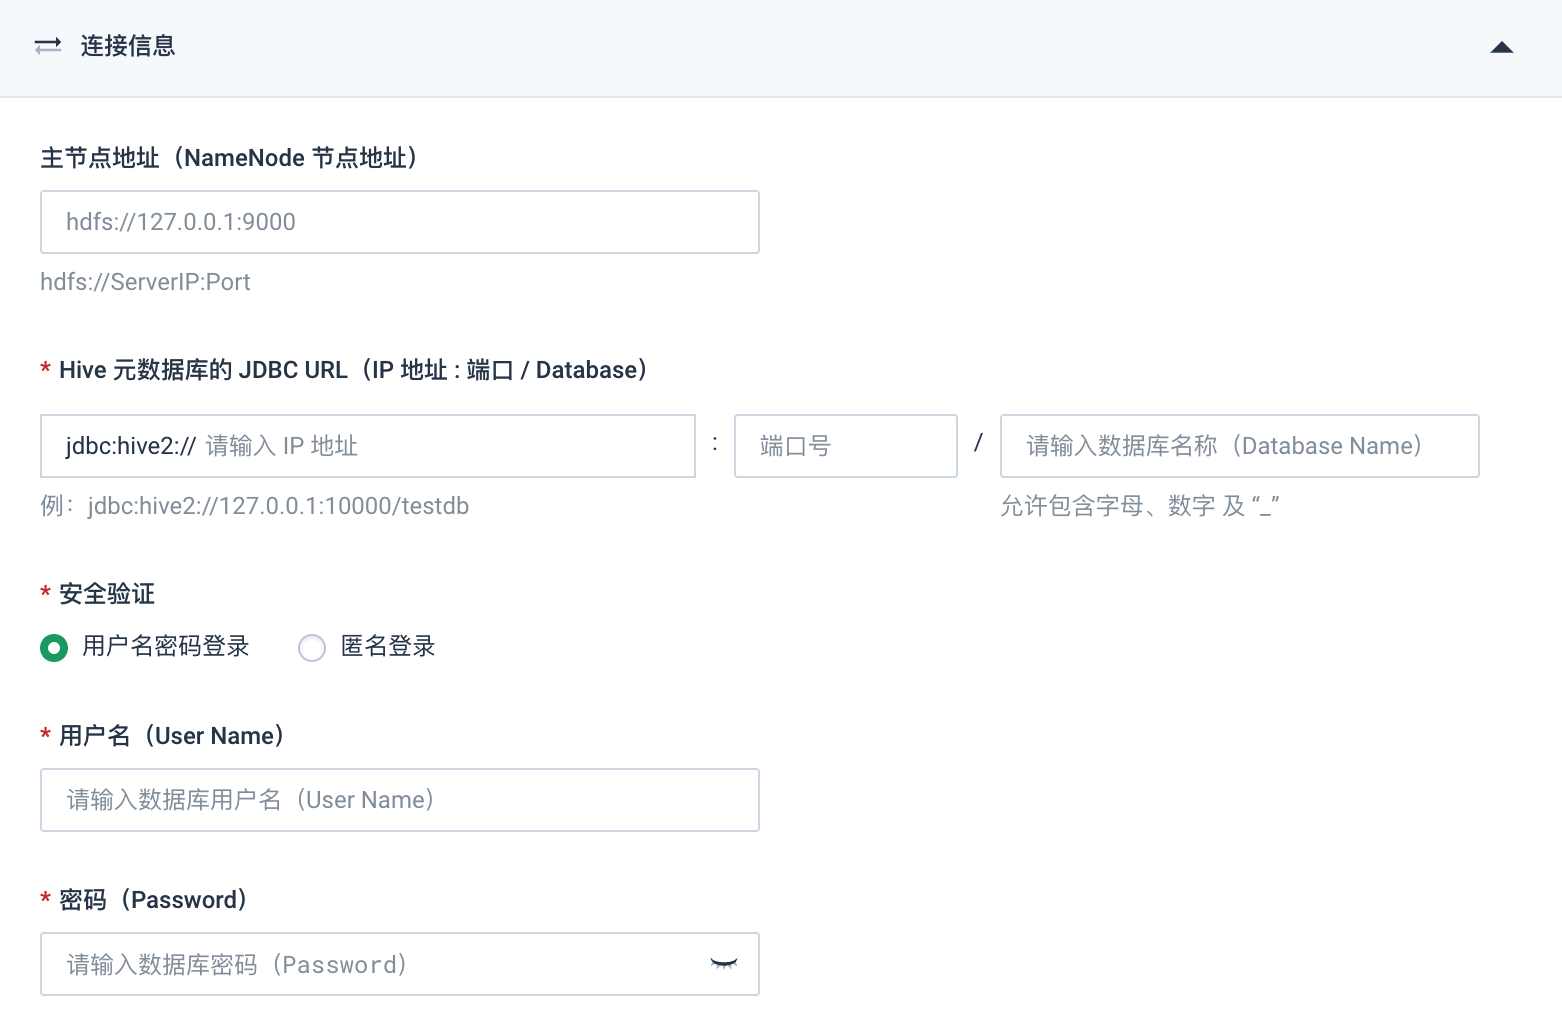 连接信息
主节点地址（NameNode 节点地址）
hdfs://127.0.0.1:9000
hdfs://ServerIP:Port
* Hive 元数据库的 JDBC URL（IP 地址 : 端口 / Database）
jdbc:hive2:// 请输入 IP 地址 : 端口号 / 请输入数据库名称（Database Name）
例：jdbc:hive2://127.0.0.1:10000/testdb 允许包含字母、数字 及 “_”
* 安全验证
用户名密码登录 匿名登录
* 用户名（User Name）
请输入数据库用户名（User Name）
* 密码（Password）
请输入数据库密码（Password）